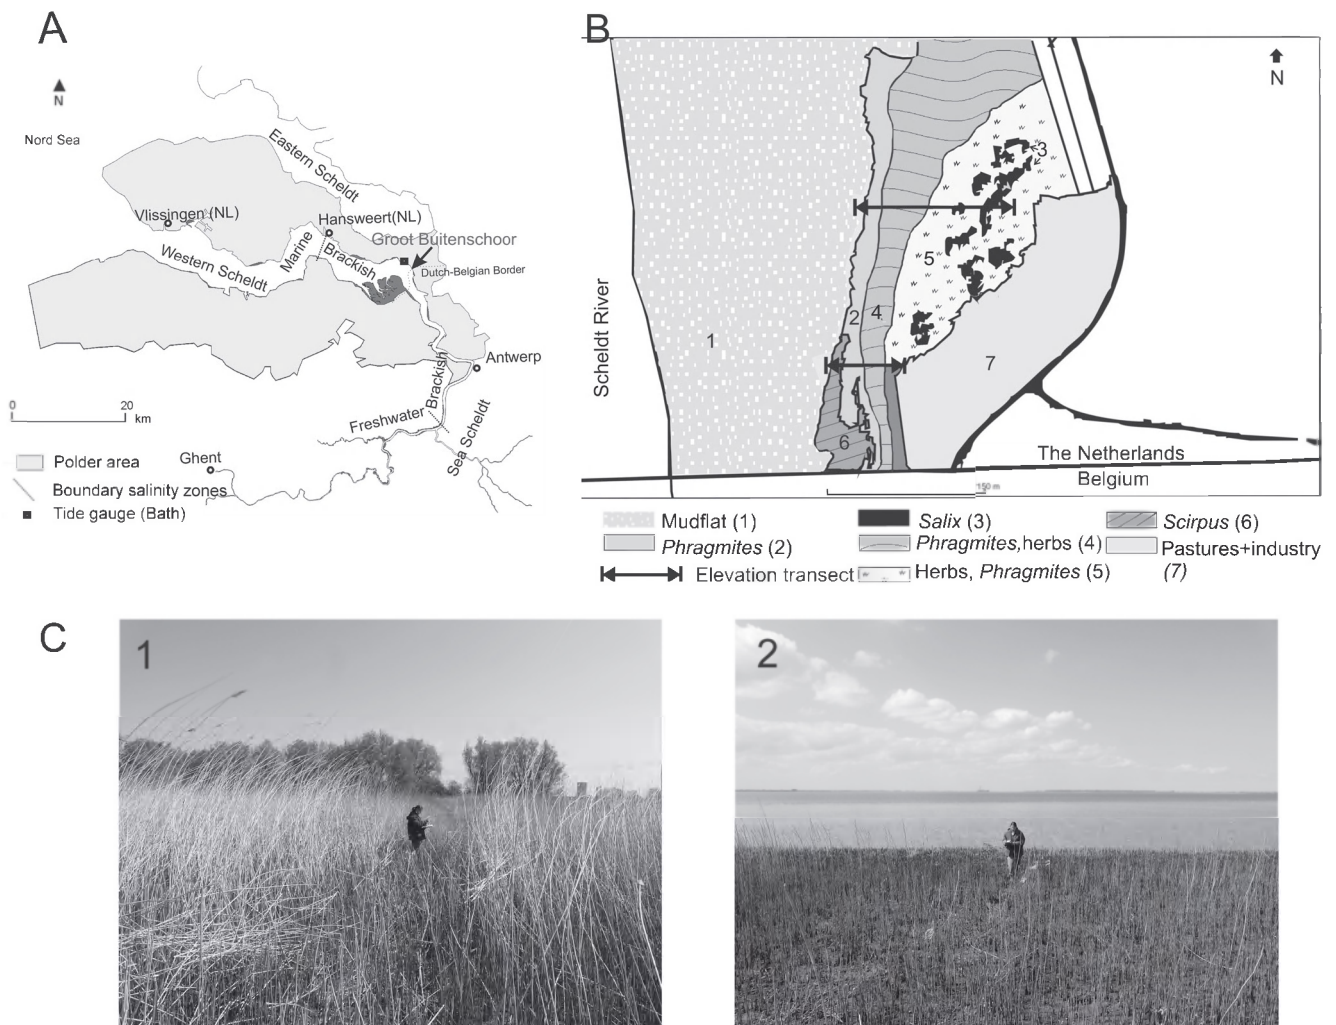 A
N
Nord Sea
Eastern Scheldt
Vlissingen (NL)
Hansweert(NL)
Groot Buitenschoor
Marine
Brackish
Dutch-Belgian Border
Western Scheldt
Antwerp
Brackish
Freshwater
Sea Scheldt
0 20
km
Ghent
Polder area
Boundary salinity zones
Tide gauge (Bath)
B
N
Scheldt River
1
2
3
4
5
6
7
The Netherlands
Belgium
150 m
Mudflat (1)
Phragmites (2)
Elevation transect
Salix (3)
Phragmites,herbs (4)
Herbs, Phragmites (5)
Scirpus (6)
Pastures+industry
(7)
C
1
2